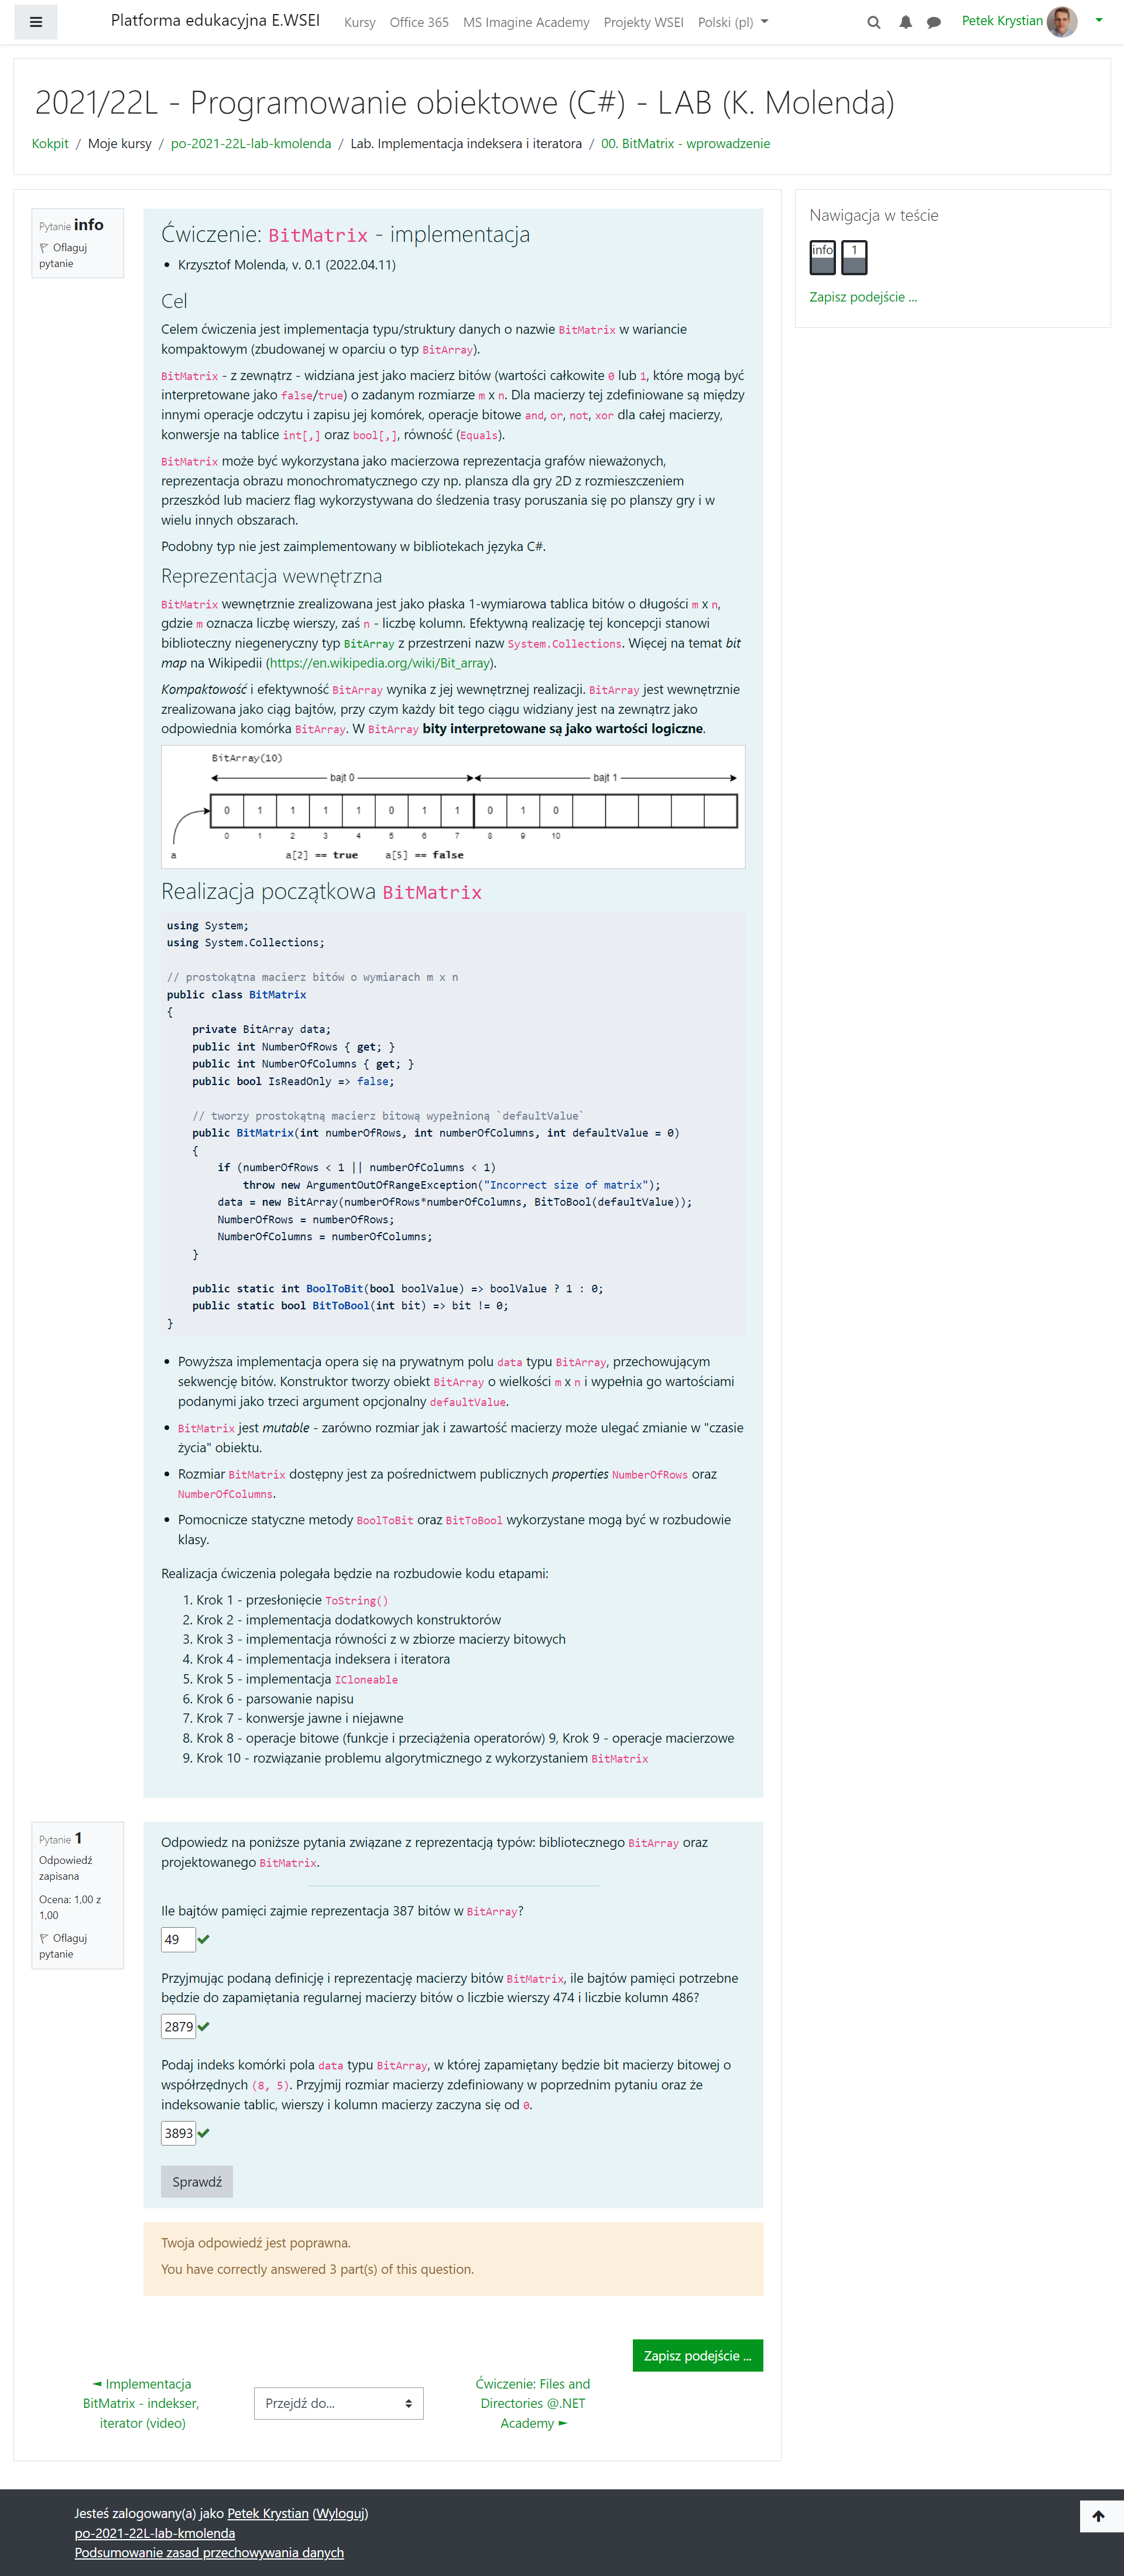 Platforma edukacyjna E.WSEI Kursy Office 365 MS Imagine Academy Projekty WSEI Polski (pl) Petek Krystian
2021/22L - Programowanie obiektowe (C#) - LAB (K. Molenda)
Kokpit / Moje kursy / po-2021-22L-lab-kmolenda / Lab. Implementacja indeksera i iteratora / 00. BitMatrix - wprowadzenie
Pytanie info
Oflaguj
pytanie
Ćwiczenie: BitMatrix - implementacja
• Krzysztof Molenda, v. 0.1 (2022.04.11)
Cel
Celem ćwiczenia jest implementacja typu/struktury danych o nazwie BitMatrix w wariancie
kompaktowym (zbudowanej w oparciu o typ BitArray).
BitMatrix - z zewnątrz - widziana jest jako macierz bitów (wartości całkowite 0 lub 1, które mogą być
interpretowane jako false/true) o zadanym rozmiarze m x n. Dla macierzy tej zdefiniowane są między
innymi operacje odczytu i zapisu jej komórek, operacje bitowe and, or, not, xor dla całej macierzy,
konwersje na tablice int[,] oraz bool[,], równość (Equals).
BitMatrix może być wykorzystana jako macierzowa reprezentacja grafów nieważonych,
reprezentacja obrazu monochromatycznego czy np. plansza dla gry 2D z rozmieszczeniem
przeszkód lub macierz flag wykorzystywana do śledzenia trasy poruszania się po planszy gry i w
wielu innych obszarach.
Podobny typ nie jest zaimplementowany w bibliotekach języka C#.
Reprezentacja wewnętrzna
BitMatrix wewnętrznie zrealizowana jest jako płaska 1-wymiarowa tablica bitów o długości m x n,
gdzie m oznacza liczbę wierszy, zaś n - liczbę kolumn. Efektywną realizację tej koncepcji stanowi
biblioteczny niegeneryczny typ BitArray z przestrzeni nazw System.Collections. Więcej na temat bit
map na Wikipedii (https://en.wikipedia.org/wiki/Bit_array).
Kompaktowość i efektywność BitArray wynika z jej wewnętrznej realizacji. BitArray jest wewnętrznie
zrealizowana jako ciąg bajtów, przy czym każdy bit tego ciągu widziany jest na zewnątrz jako
odpowiednia komórka BitArray. W BitArray bity interpretowane są jako wartości logiczne.
BitArray(10)
bajt 0 bajt 1
0 1 1 1 1 0 1 1 0 1 0
0 1 2 3 4 5 6 7 8 9 10
a a[2] == true a[5] == false
Realizacja początkowa BitMatrix
using System;
using System.Collections;
// prostokątna macierz bitów o wymiarach m x n
public class BitMatrix
{
private BitArray data;
public int NumberOfRows { get; }
public int NumberOfColumns { get; }
public bool IsReadOnly => false;
// tworzy prostokątną macierz bitową wypełnioną `defaultValue`
public BitMatrix(int numberOfRows, int numberOfColumns, int defaultValue = 0)
{
if (numberOfRows < 1 || numberOfColumns < 1)
throw new ArgumentOutOfRangeException("Incorrect size of matrix");
data = new BitArray(numberOfRows*numberOfColumns, BitToBool(defaultValue));
NumberOfRows = numberOfRows;
NumberOfColumns = numberOfColumns;
}
public static int BoolToBit(bool boolValue) => boolValue ? 1 : 0;
public static bool BitToBool(int bit) => bit != 0;
}
• Powyższa implementacja opera się na prywatnym polu data typu BitArray, przechowującym
sekwencję bitów. Konstruktor tworzy obiekt BitArray o wielkości m x n i wypełnia go wartościami
podanymi jako trzeci argument opcjonalny defaultValue.
• BitMatrix jest mutable - zarówno rozmiar jak i zawartość macierzy może ulegać zmianie w "czasie
życia" obiektu.
• Rozmiar BitMatrix dostępny jest za pośrednictwem publicznych properties NumberOfRows oraz
NumberOfColumns.
• Pomocnicze statyczne metody BoolToBit oraz BitToBool wykorzystane mogą być w rozbudowie
klasy.
Realizacja ćwiczenia polegała będzie na rozbudowie kodu etapami:
1. Krok 1 - przesłonięcie ToString()
2. Krok 2 - implementacja dodatkowych konstruktorów
3. Krok 3 - implementacja równości z w zbiorze macierzy bitowych
4. Krok 4 - implementacja indeksera i iteratora
5. Krok 5 - implementacja ICloneable
6. Krok 6 - parsowanie napisu
7. Krok 7 - konwersje jawne i niejawne
8. Krok 8 - operacje bitowe (funkcje i przeciążenia operatorów) 9, Krok 9 - operacje macierzowe
9. Krok 10 - rozwiązanie problemu algorytmicznego z wykorzystaniem BitMatrix
Pytanie 1
Odpowiedź
zapisana
Ocena: 1,00 z
1,00
Oflaguj
pytanie
Odpowiedz na poniższe pytania związane z reprezentacją typów: bibliotecznego BitArray oraz
projektowanego BitMatrix.
Ile bajtów pamięci zajmie reprezentacja 387 bitów w BitArray?
49
Przyjmując podaną definicję i reprezentację macierzy bitów BitMatrix, ile bajtów pamięci potrzebne
będzie do zapamiętania regularnej macierzy bitów o liczbie wierszy 474 i liczbie kolumn 486?
2879
Podaj indeks komórki pola data typu BitArray, w której zapamiętany będzie bit macierzy bitowej o
współrzędnych (8, 5). Przyjmij rozmiar macierzy zdefiniowany w poprzednim pytaniu oraz że
indeksowanie tablic, wierszy i kolumn macierzy zaczyna się od 0.
3893
Sprawdź
Twoja odpowiedź jest poprawna.
You have correctly answered 3 part(s) of this question.
Zapisz podejście ...
◄ Implementacja
BitMatrix - indekser,
iterator (video)
Przejdź do...
Ćwiczenie: Files and
Directories @.NET
Academy ►
Nawigacja w teście
info 1
Zapisz podejście ...
Jesteś zalogowany(a) jako Petek Krystian (Wyloguj)
po-2021-22L-lab-kmolenda
Podsumowanie zasad przechowywania danych